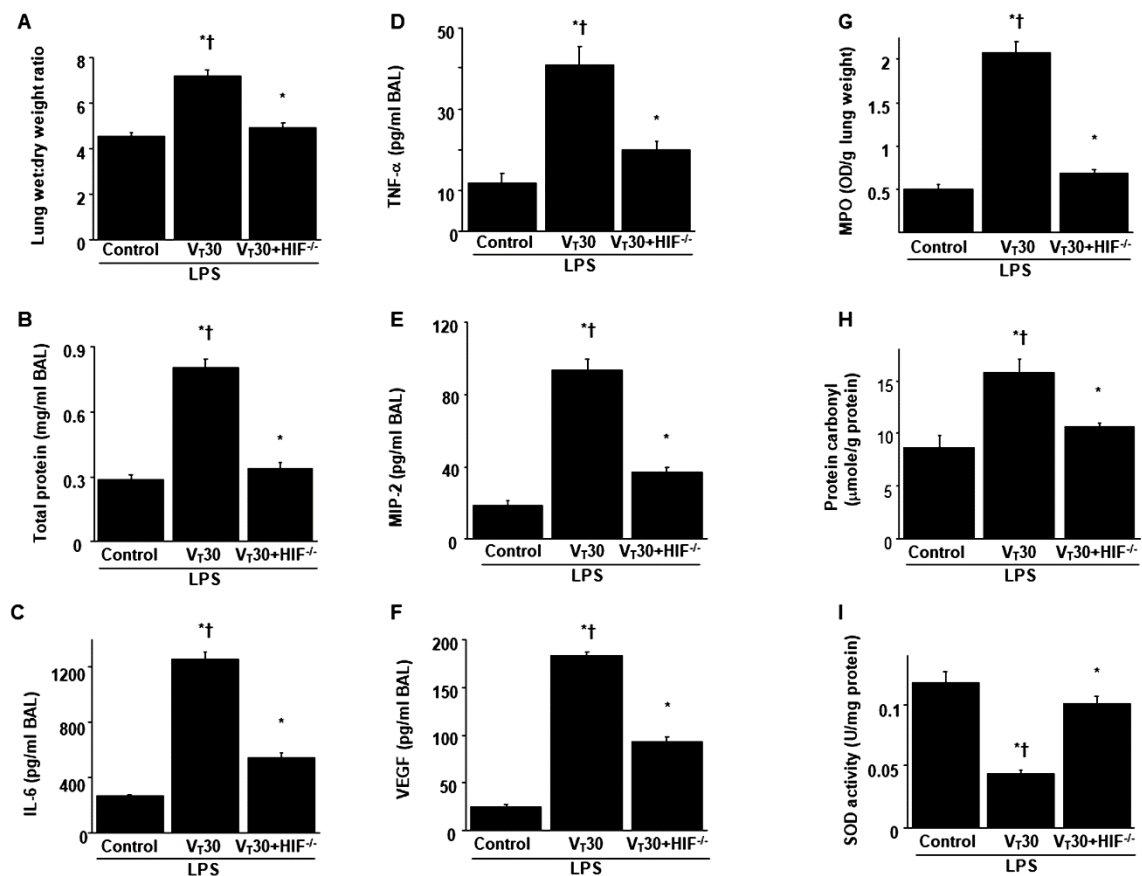 A
Lung wet:dry weight ratio
8
6
4
2
0
*†
*
Control
VT30
VT30+HIF-/-
LPS
B
Total protein (mg/ml BAL)
0.9
0.6
0.3
0
*†
*
Control
VT30
VT30+HIF-/-
LPS
C
IL-6 (pg/ml BAL)
1200
800
400
0
*†
*
Control
VT30
VT30+HIF-/-
LPS
D
TNF-α (pg/ml BAL)
50
30
10
0
*†
*
Control
VT30
VT30+HIF-/-
LPS
E
MIP-2 (pg/ml BAL)
120
80
40
0
*†
*
Control
VT30
VT30+HIF-/-
LPS
F
VEGF (pg/ml BAL)
200
150
100
50
0
*†
*
Control
VT30
VT30+HIF-/-
LPS
G
MPO (OD/g lung weight)
2
1.5
1
0.5
0
*†
*
Control
VT30
VT30+HIF-/-
LPS
H
Protein carbonyl
(μmole/g protein)
15
10
15
0
*†
*
Control
VT30
VT30+HIF-/-
LPS
I
SOD activity (U/mg protein)
0.1
0.05
0
*†
*
Control
VT30
VT30+HIF-/-
LPS